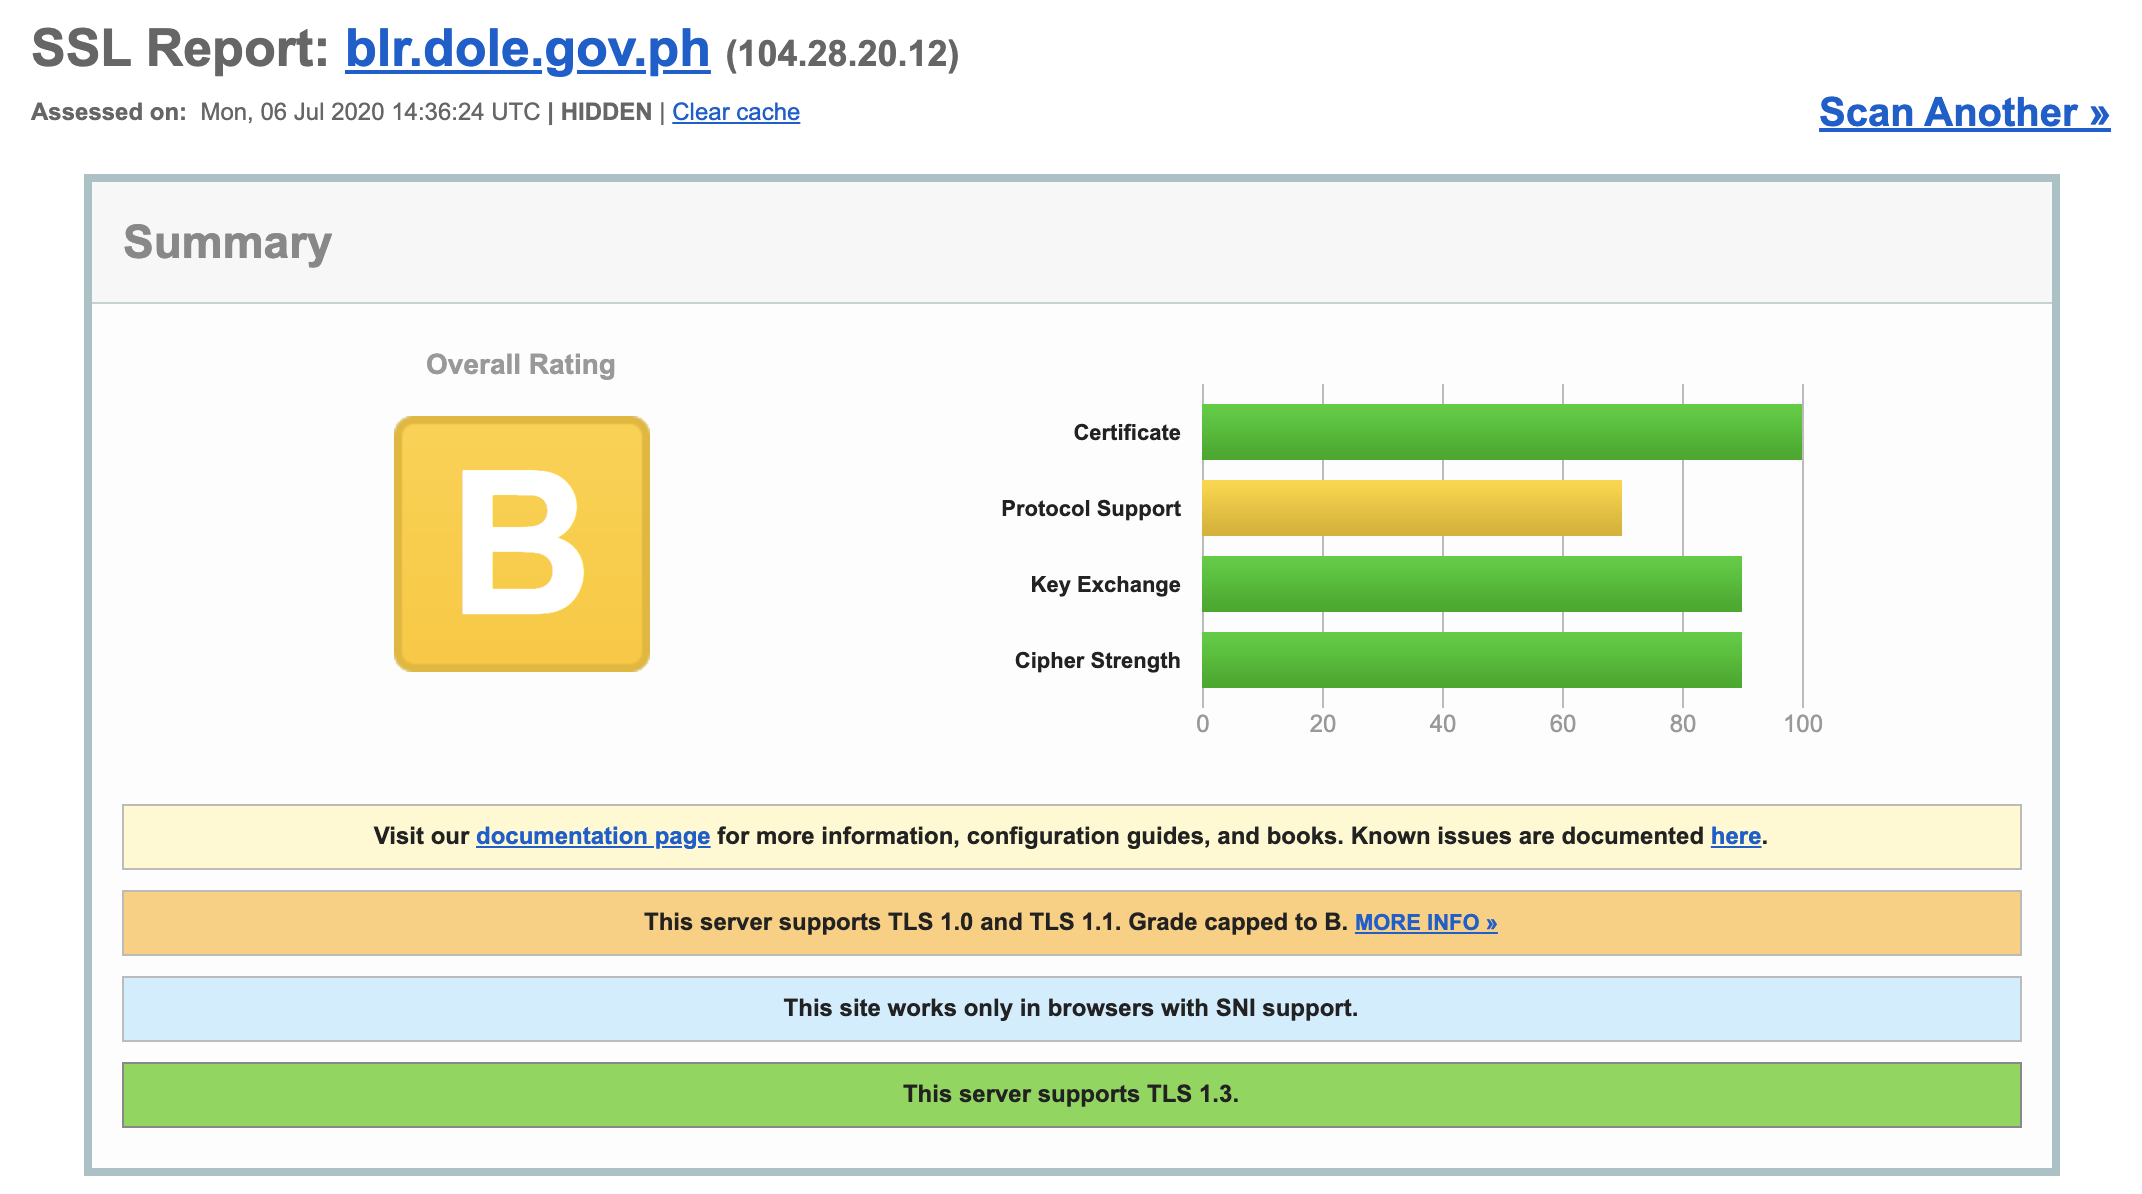 SSL Report: blr.dole.gov.ph (104.28.20.12)
Assessed on: Mon, 06 Jul 2020 14:36:24 UTC | HIDDEN | Clear cache
Scan Another »
Summary
Overall Rating
B
Certificate
Protocol Support
Key Exchange
Cipher Strength
0 20 40 60 80 100
Visit our documentation page for more information, configuration guides, and books. Known issues are documented here.
This server supports TLS 1.0 and TLS 1.1. Grade capped to B. MORE INFO »
This site works only in browsers with SNI support.
This server supports TLS 1.3.